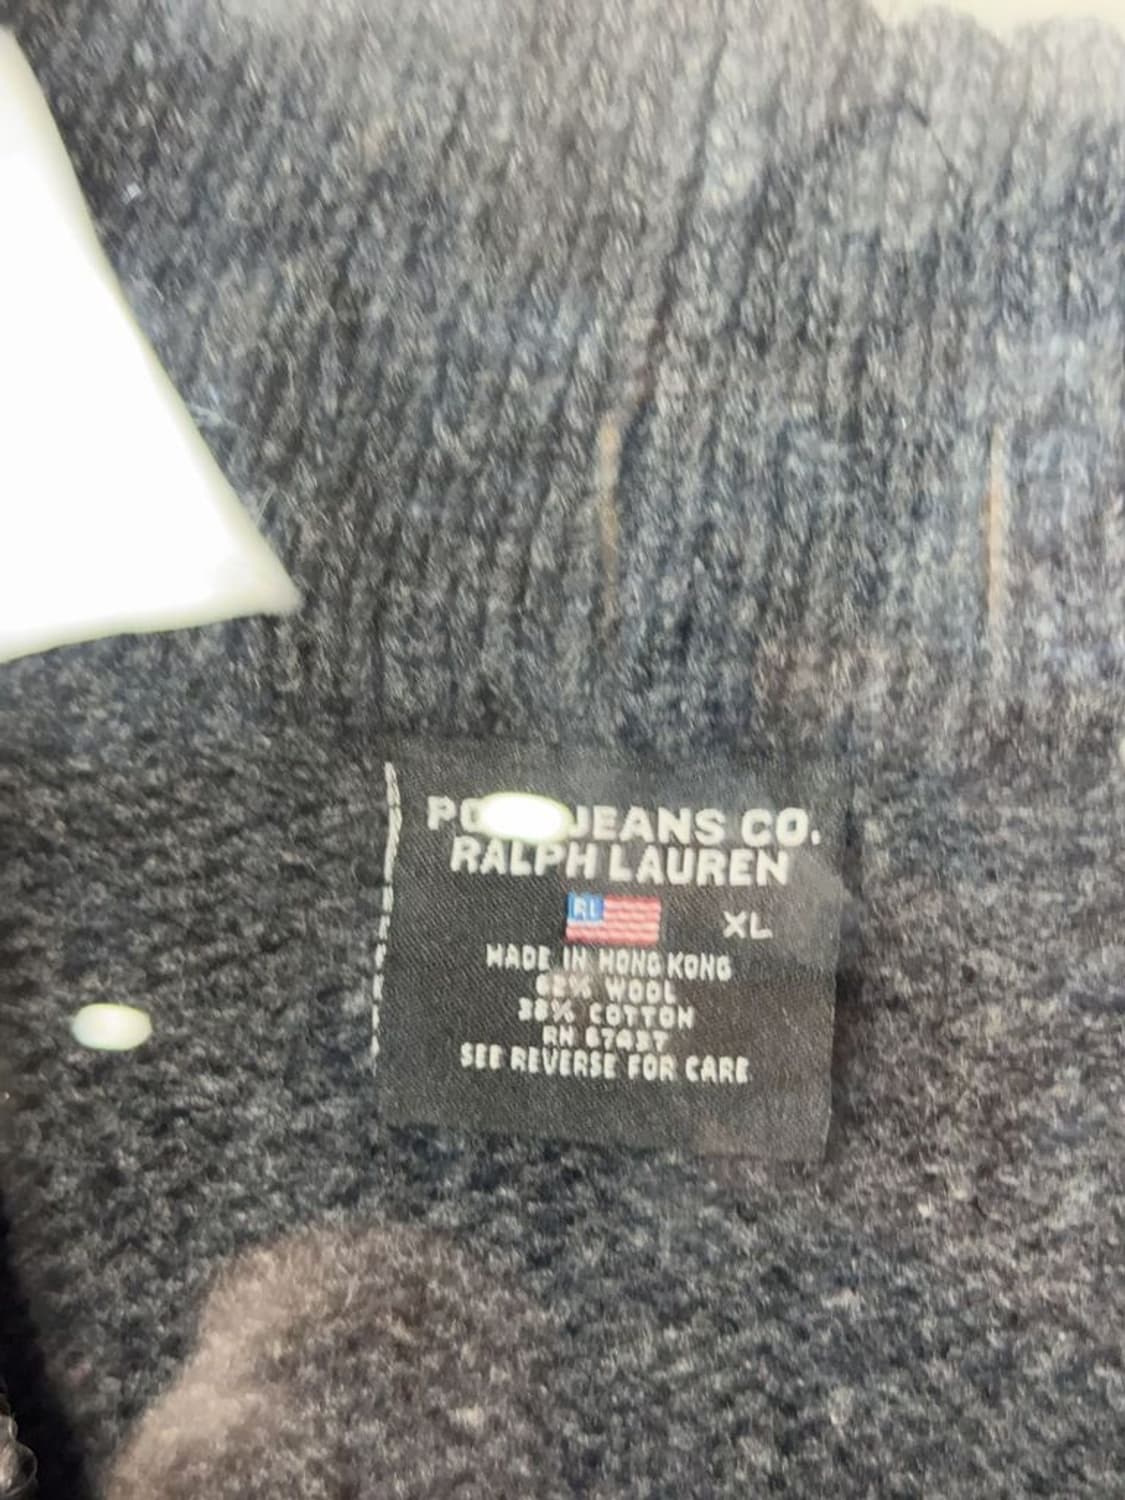 JEANS CO.
RALPH LAUREN
RL XL
MADE IN HONG KONG
62% WOOL
38% COTTON
RN
SEE REVERSE FOR CARE